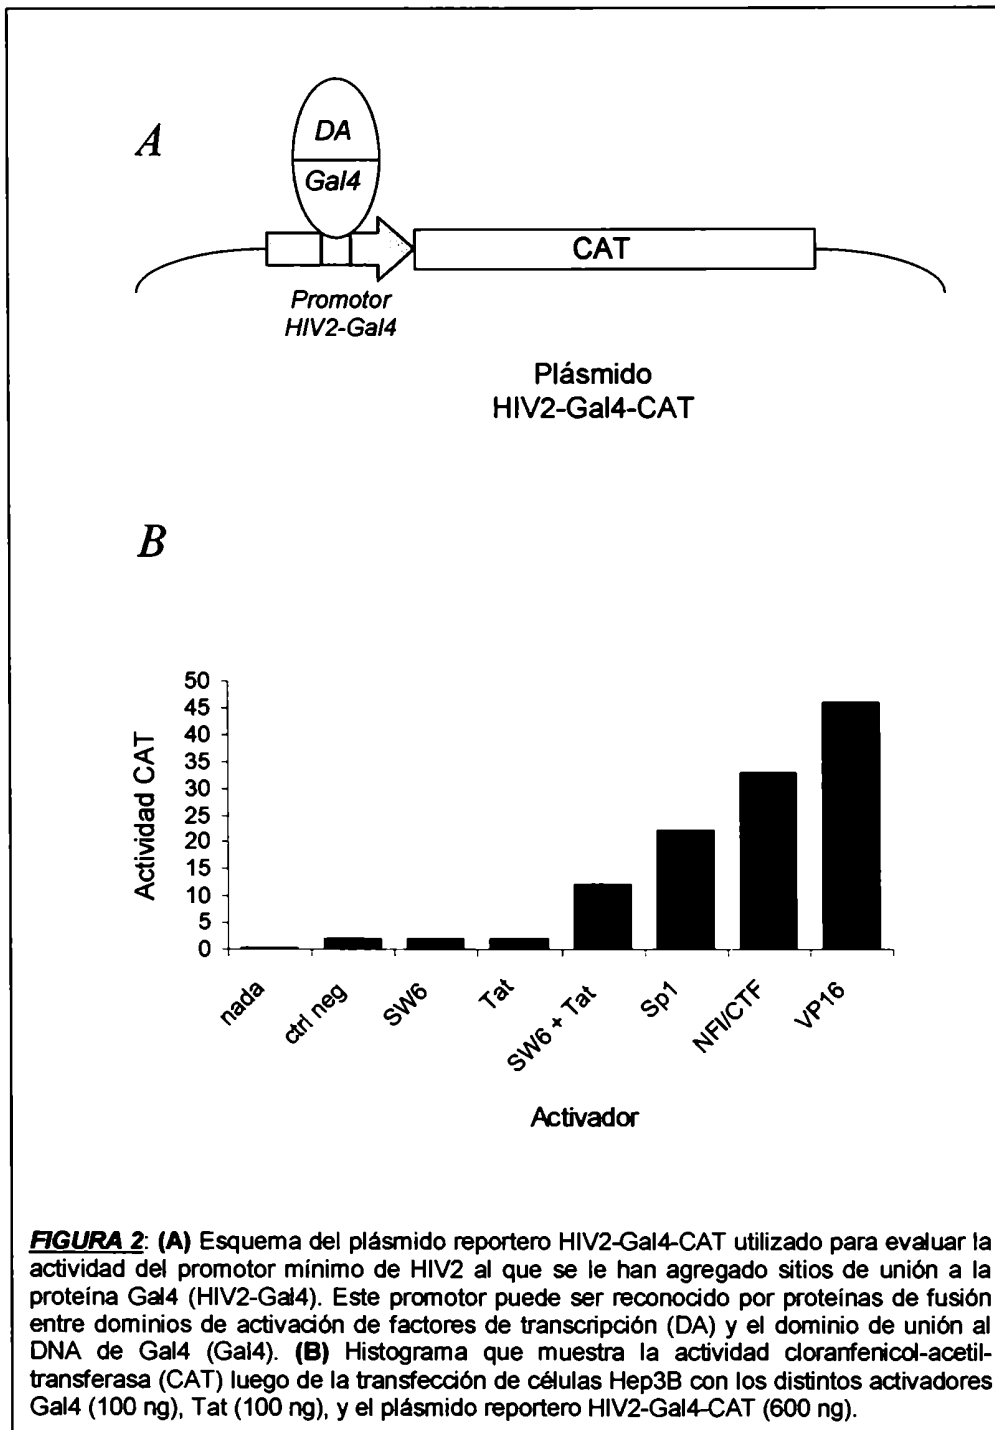 A
DA
Gal4
CAT
Promotor
HIV2-Gal4
Plásmido
HIV2-Gal4-CAT
B
Actividad CAT
50
45
40
35
30
25
20
15
10
5
0
nada
ctrl neg
SW6
Tat
SW6 + Tat
Sp1
NFI/CTF
VP16
Activador
FIGURA 2: (A) Esquema del plásmido reportero HIV2-Gal4-CAT utilizado para evaluar la
actividad del promotor mínimo de HIV2 al que se le han agregado sitios de unión a la
proteína Gal4 (HIV2-Gal4). Este promotor puede ser reconocido por proteínas de fusión
entre dominios de activación de factores de transcripción (DA) y el dominio de unión al
DNA de Gal4 (Gal4). (B) Histograma que muestra la actividad cloranfenicol-acetil-
transferasa (CAT) luego de la transfección de células Hep3B con los distintos activadores
Gal4 (100 ng), Tat (100 ng), y el plásmido reportero HIV2-Gal4-CAT (600 ng).